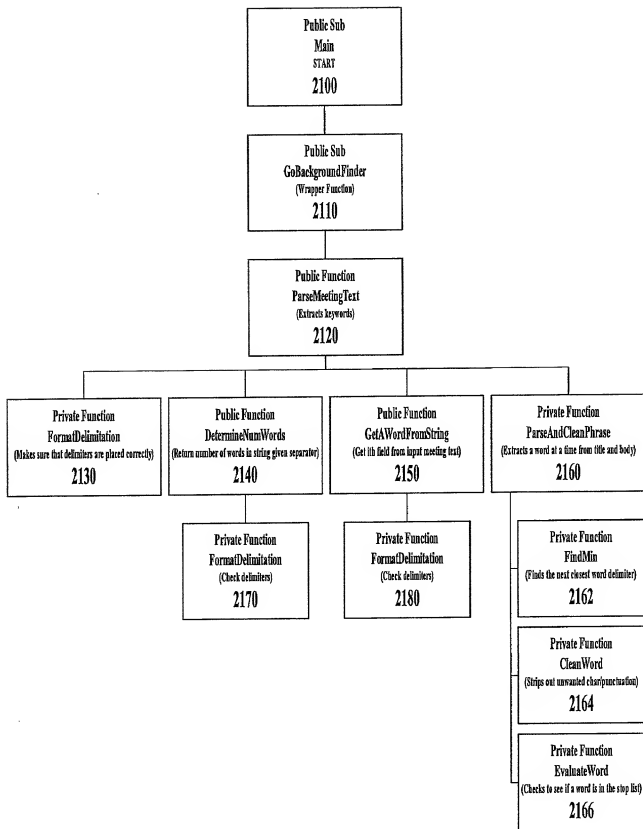 Public Sub
Main
START
2100
Public Sub
GoBackgroundFinder
(Wrapper Function)
2110
Public Function
ParseMeetingText
(Extracts keywords)
2120
Private Function
FormatDelimitation
(Makes sure that delimiters are placed correctly)
2130
Public Function
DetermineNumWords
(Return number of words in string given separator)
2140
Public Function
GetAWordFromString
(Get ith field from input meeting text)
2150
Private Function
ParseAndCleanPhrase
(Extracts a word at a time from title and body)
2160
Private Function
FormatDelimitation
(Check delimiters)
2170
Private Function
FormatDelimitation
(Check delimiters)
2180
Private Function
FindMin
(Finds the next closest word delimiter)
2162
Private Function
CleanWord
(Strips out unwanted char/punctuation)
2164
Private Function
EvaluateWord
(Checks to see if a word is in the stop list)
2166